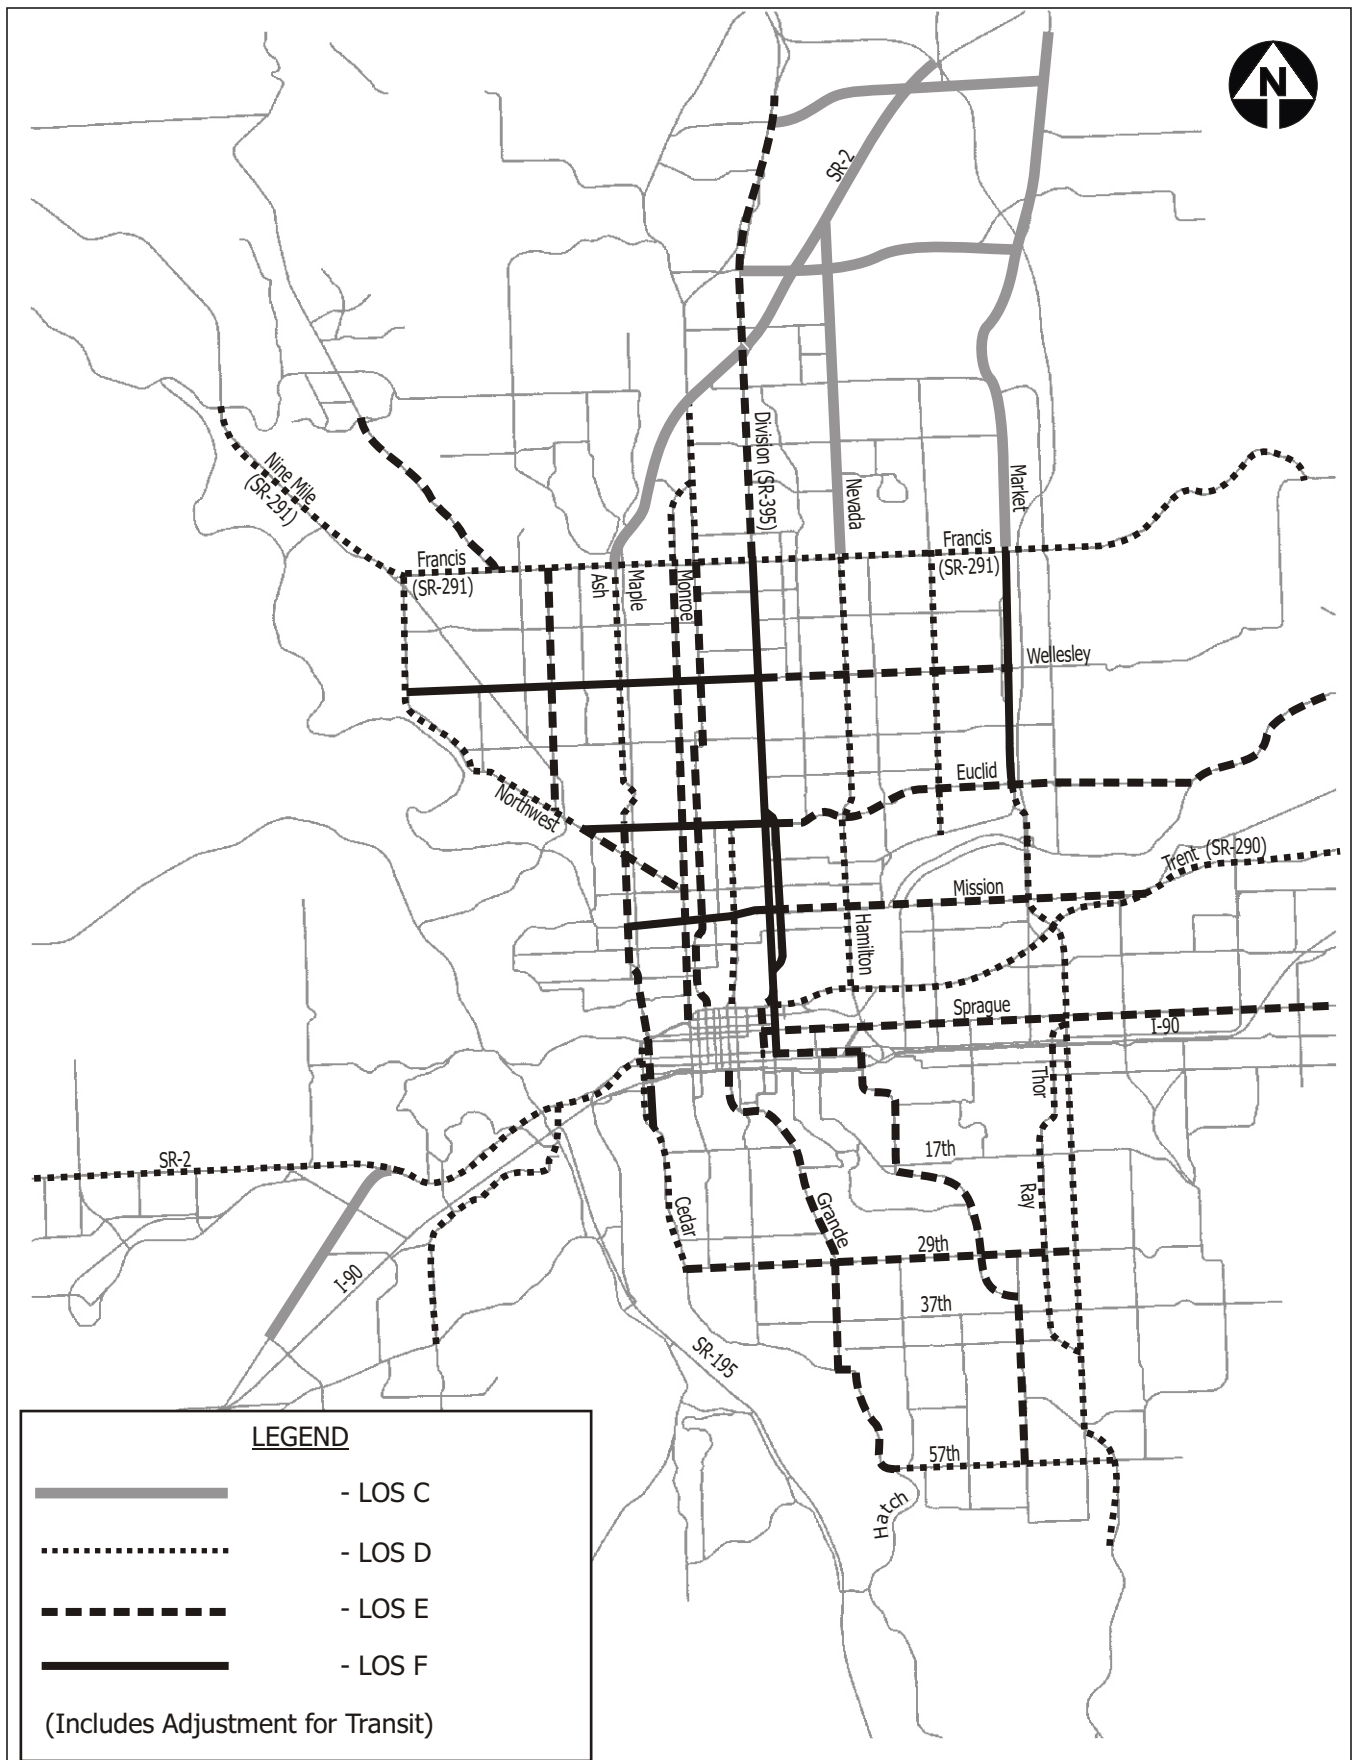 N
SR-2
Nine Mile
(SR-291)
Division (SR-395)
Nevada
Market
Francis
(SR-291)
Francis
(SR-291)
Ash
Maple
Monroe
Wellesley
Euclid
Northwest
Trent (SR-290)
Mission
Hamilton
Sprague
I-90
Thor
SR-2
17th
Ray
Cedar
Grande
29th
I-90
37th
SR-195
57th
Hatch
LEGEND
- LOS C
- LOS D
- LOS E
- LOS F
(Includes Adjustment for Transit)